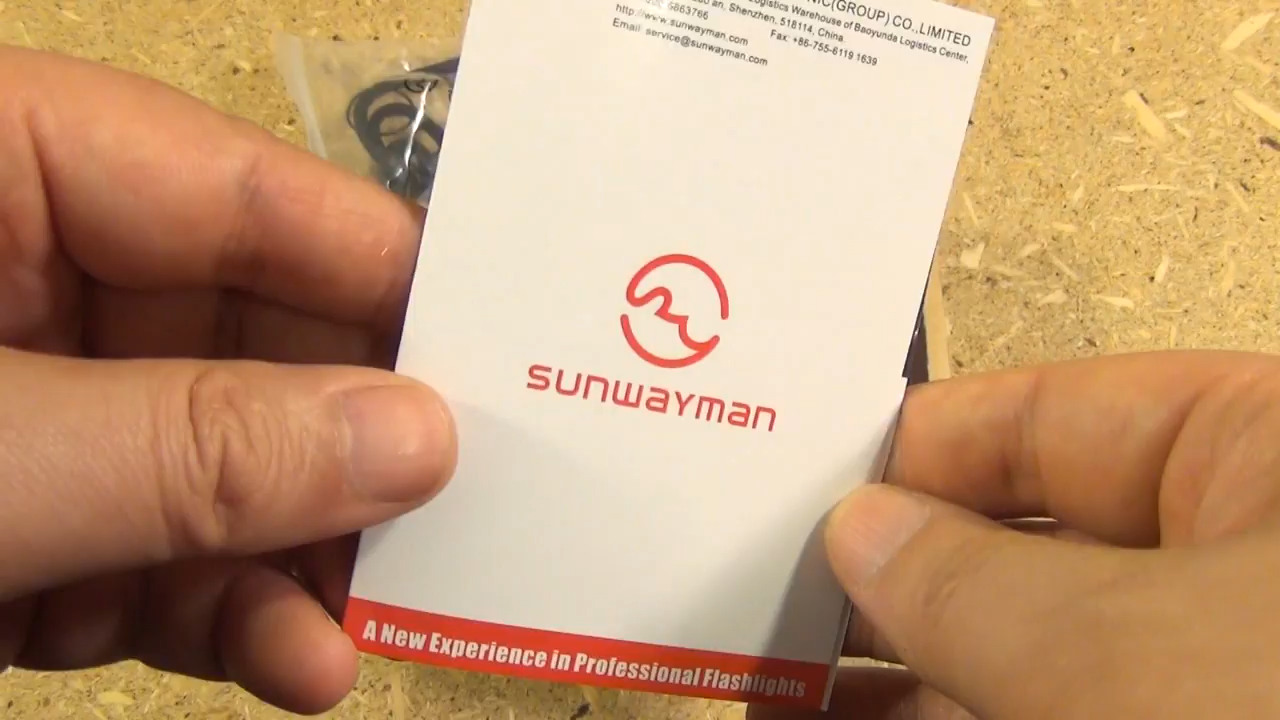 NIC(GROUP) CO.,LIMITED
Logistics Warehouse of Baoyunda Logistics Center,
an, Shenzhen, 518114, China
5863766 Fax: +86-755-6119 1639
http://www.sunwayman.com
Email: service@sunwayman.com
SUNWAYMAN
A New Experience in Professional Flashlights